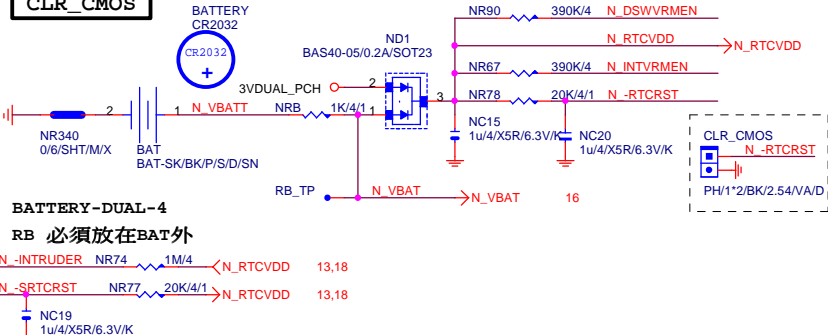 CLR_CMOS
BATTERY
CR2032
CR2032
+
ND1
BAS40-05/0.2A/SOT23
NR90 390K/4 N_DSWVRMEN
N_RTCVDD N_RTCVDD
NR67 390K/4 N_INTVRMEN
NR78 20K/4/1 N_-RTCRST
3VDUAL_PCH 2
3
2 1 N_VBATT NRB 1K/4/1 1
NR340
0/6/SHT/M/X
BAT
BAT-SK/BK/P/S/D/SN
NC15
1u/4/X5R/6.3V/K
NC20
1u/4/X5R/6.3V/K
CLR_CMOS
N_-RTCRST
PH/1*2/BK/2.54/VA/D
RB_TP N_VBAT N_VBAT 16
BATTERY-DUAL-4
RB 必須放在BAT外
N_-INTRUDER NR74 1M/4 N_RTCVDD 13,18
N_-SRTCRST NR77 20K/4/1 N_RTCVDD 13,18
NC19
1u/4/X5R/6.3V/K